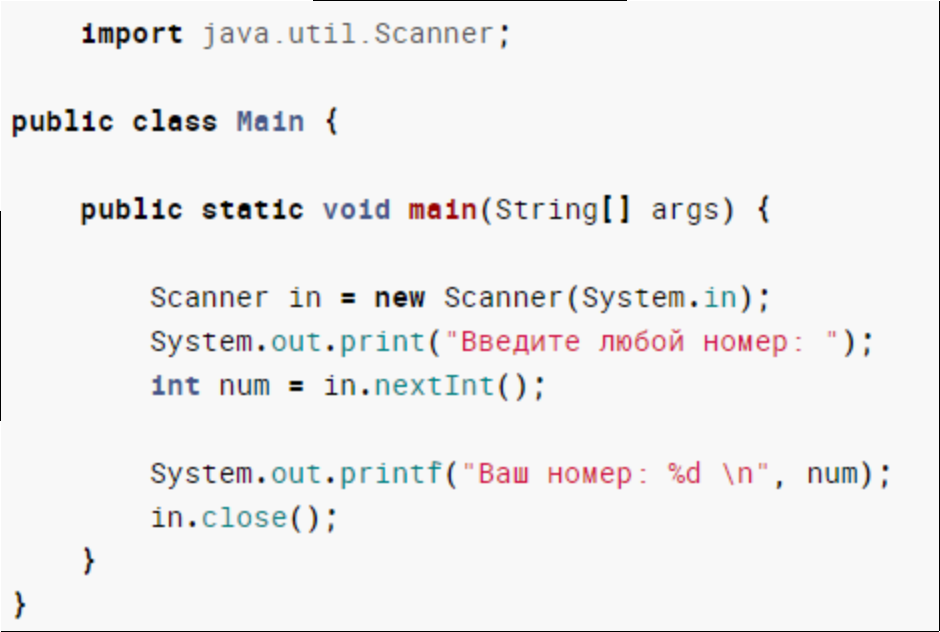 import java.util.Scanner;
public class Main {
public static void main(String[] args) {
Scanner in = new Scanner(System.in);
System.out.print("Введите любой номер: ");
int num = in.nextInt();
System.out.printf("Ваш номер: %d \n", num);
in.close();
}
}